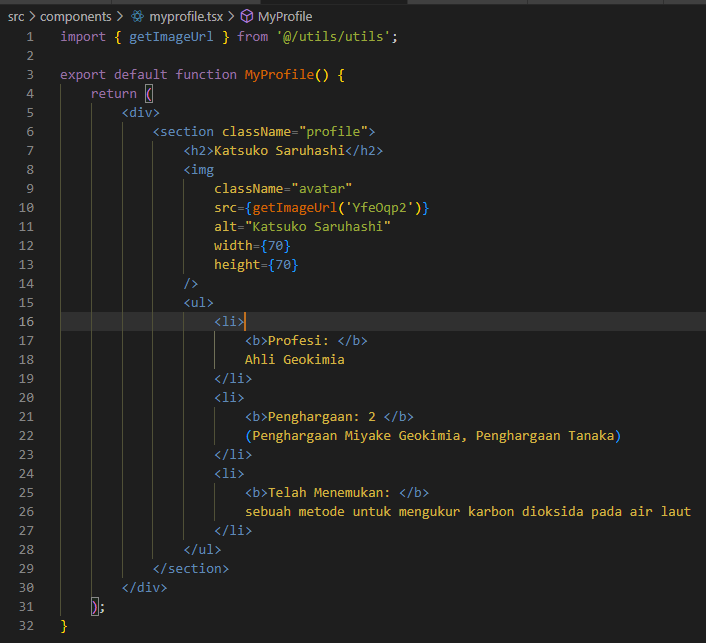 src > components > myprofile.tsx > MyProfile
1 import { getImageUrl } from '@/utils/utils';
2
3 export default function MyProfile() {
4 return (
5 <div>
6 <section className="profile">
7 <h2>Katsuko Saruhashi</h2>
8 <img
9 className="avatar"
10 src={getImageUrl('YfeOqp2')}
11 alt="Katsuko Saruhashi"
12 width={70}
13 height={70}
14 />
15 <ul>
16 <li>
17 <b>Profesi: </b>
18 Ahli Geokimia
19 </li>
20 <li>
21 <b>Penghargaan: 2 </b>
22 (Penghargaan Miyake Geokimia, Penghargaan Tanaka)
23 </li>
24 <li>
25 <b>Telah Menemukan: </b>
26 sebuah metode untuk mengukur karbon dioksida pada air laut
27 </li>
28 </ul>
29 </section>
30 </div>
31 );
32 }